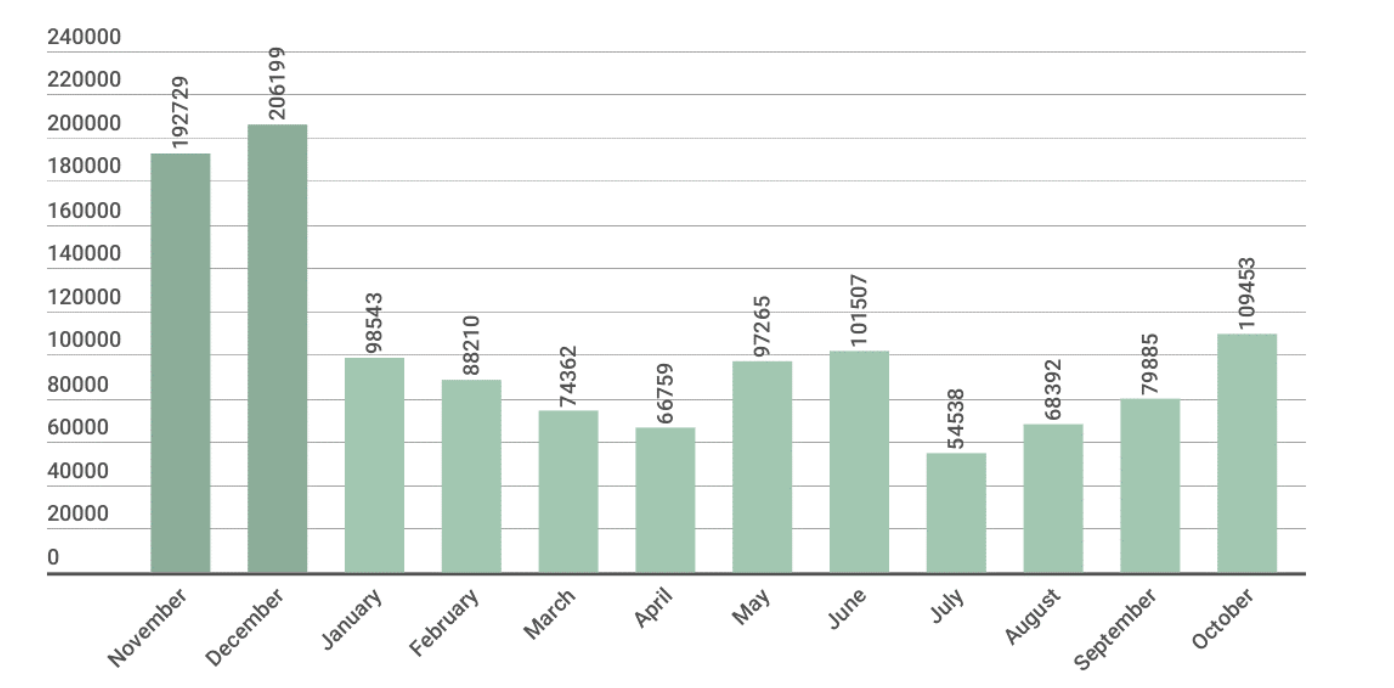 240000
220000
200000
180000
160000
140000
120000
100000
80000
60000
40000
20000
0
192729
206199
98543
88210
74362
66759
97265
101507
54538
68392
79885
109453
November
December
January
February
March
April
May
June
July
August
September
October